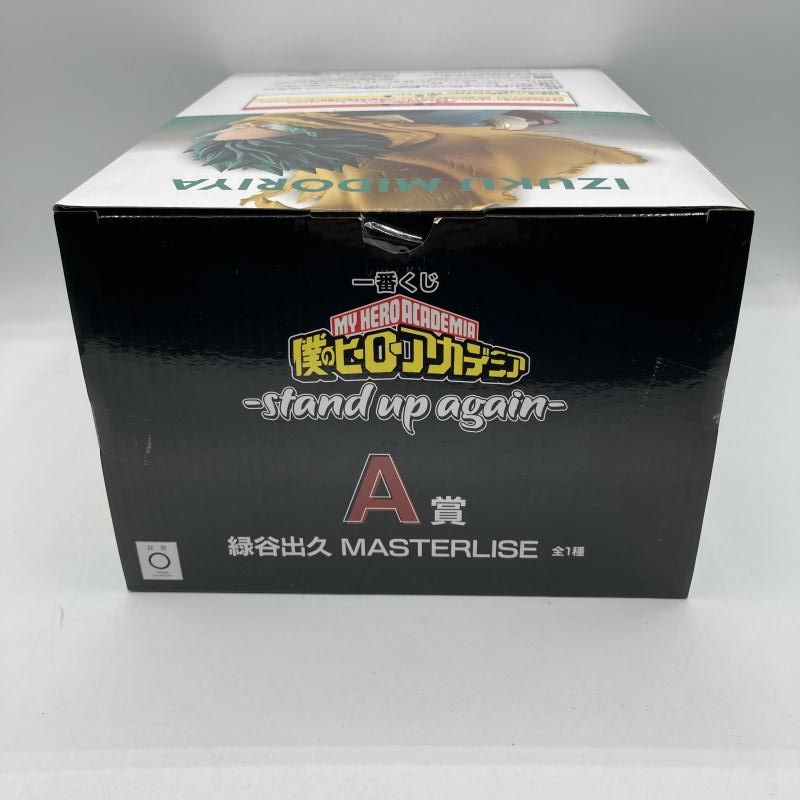 IZUKU MIDORIYA
一番くじ
MY HERO ACADEMIA
僕のヒーローアカデミア
-stand up again-
A賞
緑谷出久 MASTERLISE 全1種